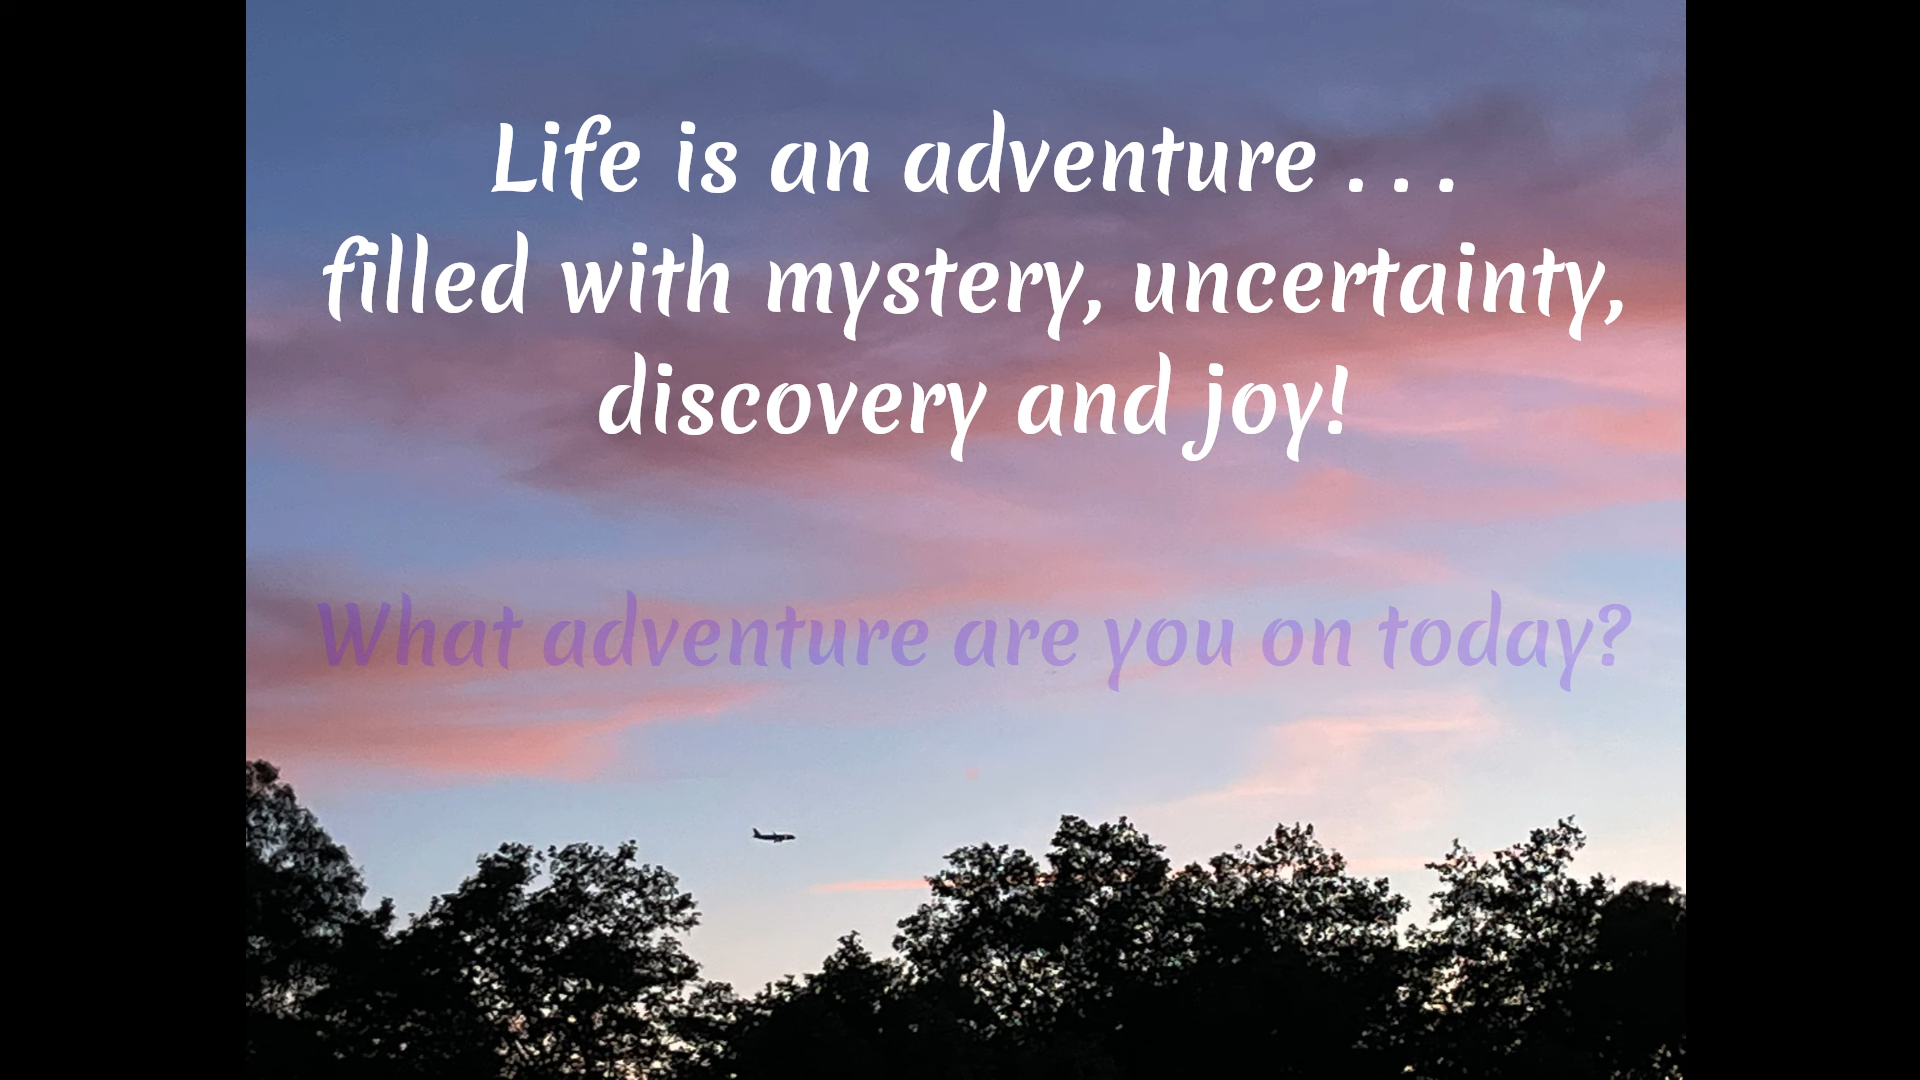 Life is an adventure . . .
filled with mystery, uncertainty,
discovery and joy!
What adventure are you on today?